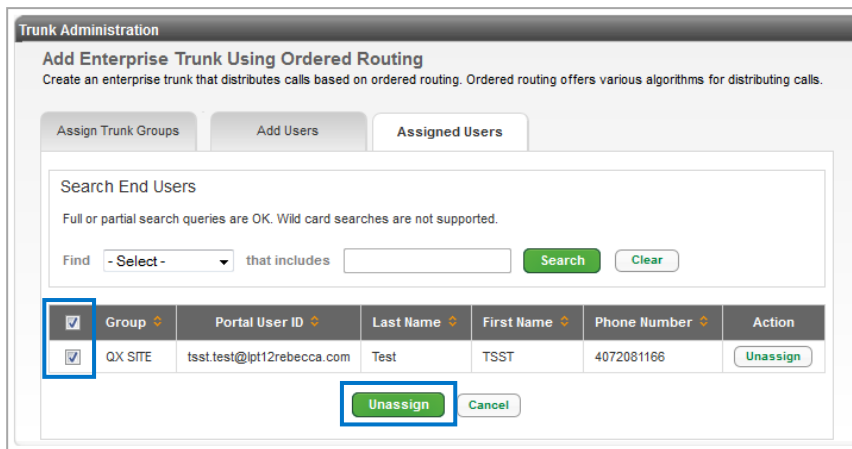 Trunk Administration
Add Enterprise Trunk Using Ordered Routing
Create an enterprise trunk that distributes calls based on ordered routing. Ordered routing offers various algorithms for distributing calls.
Assign Trunk Groups Add Users Assigned Users
Search End Users
Full or partial search queries are OK. Wild card searches are not supported.
Find - Select - that includes Search Clear
Group Portal User ID Last Name First Name Phone Number Action
QX SITE tsst.test@lpt12rebecca.com Test TSST 4072081166 Unassign
Unassign Cancel